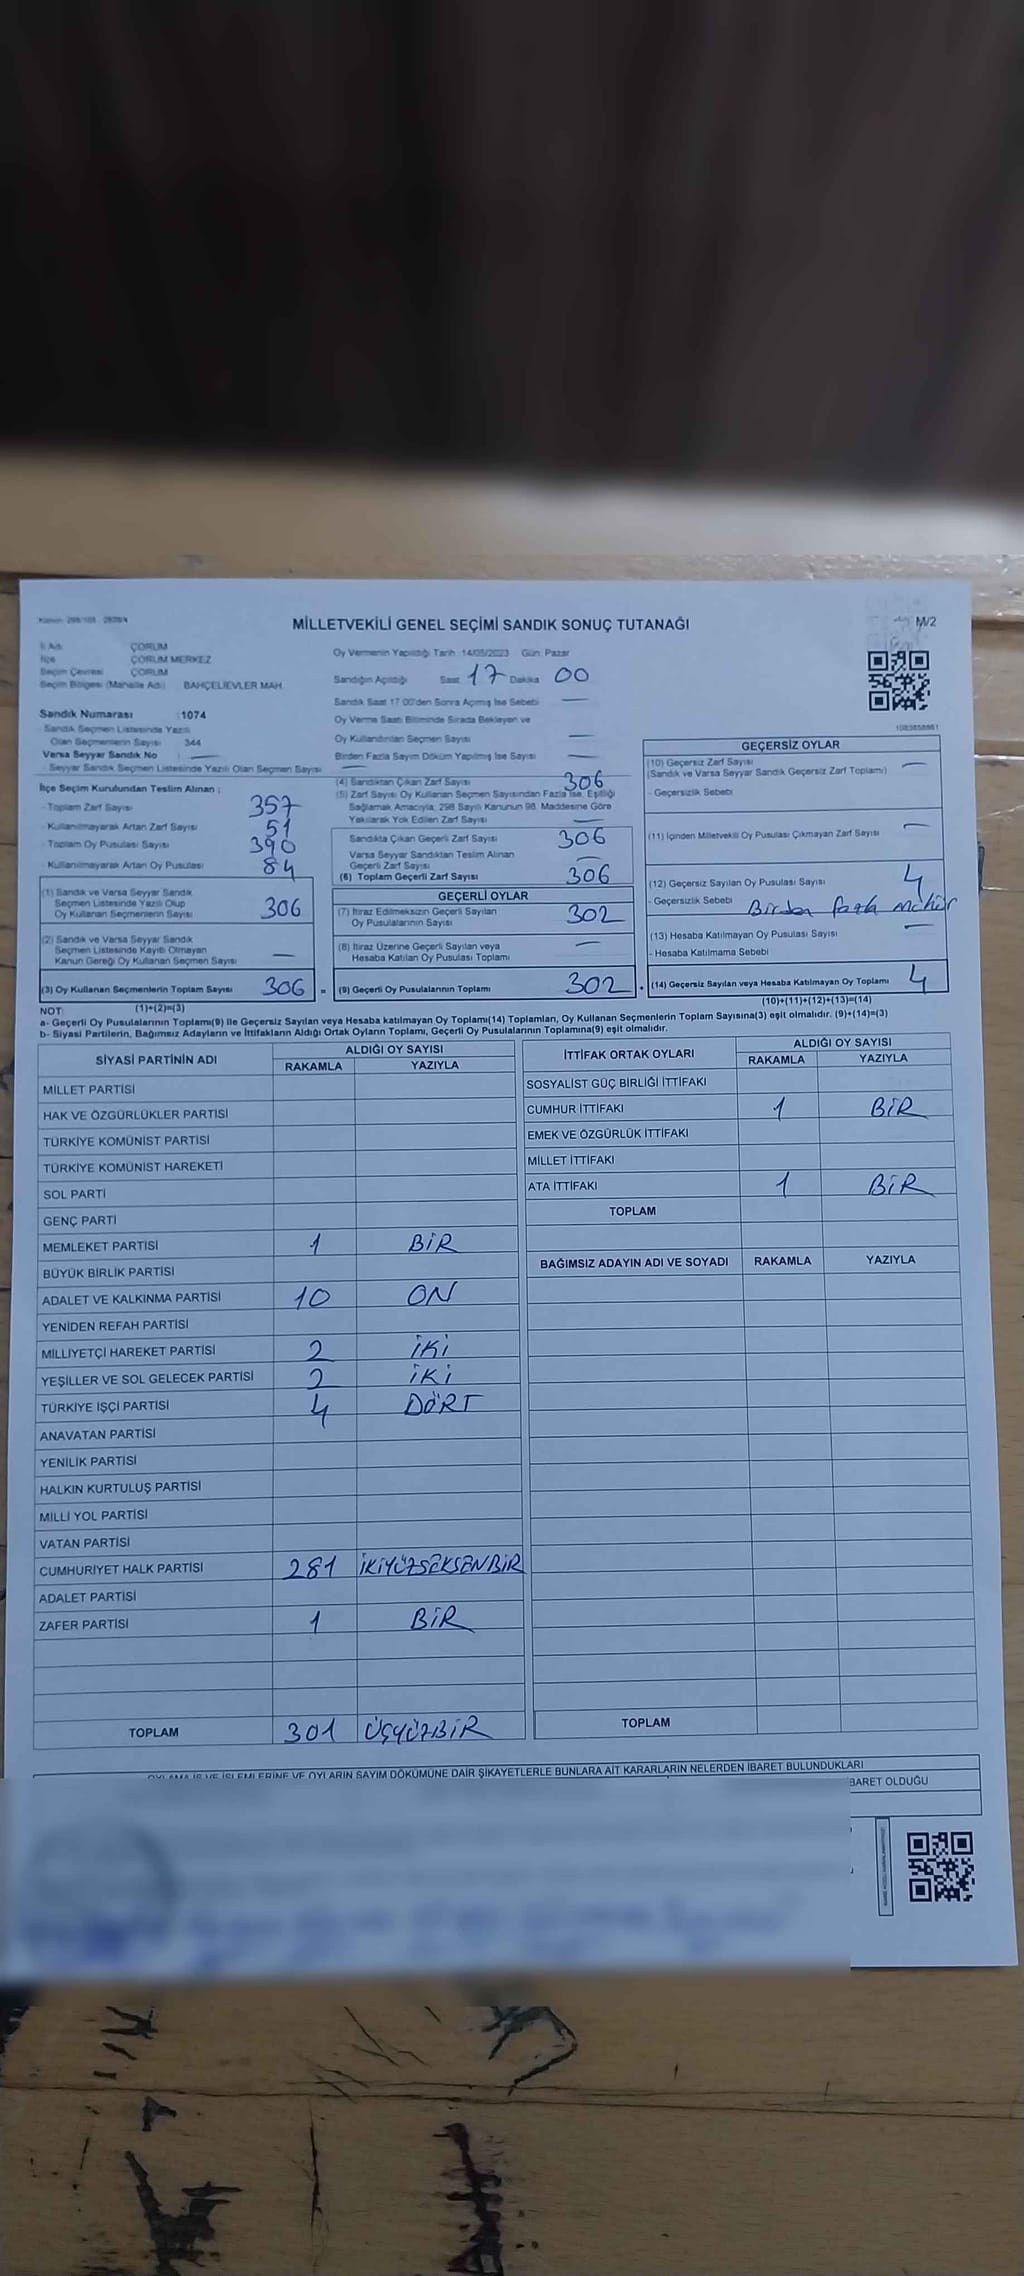 MİLLETVEKİLİ GENEL SEÇİMİ SANDIK SONUÇ TUTANAĞI
M/2
İl Adı ÇORUM
İlçe ÇORUM MERKEZ
Seçim Çevresi ÇORUM
Seçim Bölgesi (Mahalle Adı) BAHÇELİEVLER MAH.
Sandık Numarası : 1074
Sandık Seçmen Listesinde Yazılı
Olan Seçmenlerin Sayısı 344
Varsa Seyyar Sandık No : —
Seyyar Sandık Seçmen Listesinde Yazılı Olan Seçmen Sayısı —
İlçe Seçim Kurulundan Teslim Alınan ;
- Toplam Zarf Sayısı 357
- Kullanılmayarak Artan Zarf Sayısı 51
- Toplam Oy Pusulası Sayısı 390
- Kullanılmayarak Artan Oy Pusulası 84
(1) Sandık ve Varsa Seyyar Sandık
Seçmen Listesinde Yazılı Olup
Oy Kullanan Seçmenlerin Sayısı 306
(2) Sandık ve Varsa Seyyar Sandık
Seçmen Listesinde Kayıtlı Olmayan
Kanun Gereği Oy Kullanan Seçmen Sayısı —
(3) Oy Kullanan Seçmenlerin Toplam Sayısı 306 =
(1)+(2)=(3)
Oy Vermenin Yapıldığı Tarih :14/05/2023 Gün: Pazar
Sandığın Açıldığı Saat 17 Dakika 00
Sandık Saat 17:00'den Sonra Açımış İse Sebebi —
Oy Verme Saati Bitiminde Sırada Bekleyen ve
Oy Kullandırılan Seçmen Sayısı —
Birden Fazla Sayım Döküm Yapılmış İse Sayısı —
(4) Sandıktan Çıkan Zarf Sayısı 306
(5) Zarf Sayısı Oy Kullanan Seçmen Sayısından Fazla İse, Eşitliği
Sağlamak Amacıyla, 298 Sayılı Kanunun 98. Maddesine Göre
Yakılarak Yok Edilen Zarf Sayısı —
Sandıkta Çıkan Geçerli Zarf Sayısı 306
Varsa Seyyar Sandıktan Teslim Alınan
Geçerli Zarf Sayısı —
(6) Toplam Geçerli Zarf Sayısı 306
GEÇERLİ OYLAR
(7) İtiraz Edilmeksizin Geçerli Sayılan
Oy Pusulalarının Sayısı 302
(8) İtiraz Üzerine Geçerli Sayılan veya
Hesaba Katılan Oy Pusulası Toplamı —
(9) Geçerli Oy Pusulalarının Toplamı 302
GEÇERSİZ OYLAR
(10) Geçersiz Zarf Sayısı —
(Sandık ve Varsa Seyyar Sandık Geçersiz Zarf Toplamı)
- Geçersizlik Sebebi
(11) İçinden Milletvekili Oy Pusulası Çıkmayan Zarf Sayısı —
(12) Geçersiz Sayılan Oy Pusulası Sayısı 4
- Geçersizlik Sebebi Birden fazla mühür
(13) Hesaba Katılmayan Oy Pusulası Sayısı —
- Hesaba Katılmama Sebebi
(14) Geçersiz Sayılan veya Hesaba Katılmayan Oy Toplamı 4
(10)+(11)+(12)+(13)=(14)
NOT:
a- Geçerli Oy Pusulalarının Toplamı(9) ile Geçersiz Sayılan veya Hesaba katılmayan Oy Toplamı(14) Toplamları, Oy Kullanan Seçmenlerin Toplam Sayısına(3) eşit olmalıdır. (9)+(14)=(3)
b- Siyasi Partilerin, Bağımsız Adayların ve İttifakların Aldığı Ortak Oyların Toplamı, Geçerli Oy Pusulalarının Toplamına(9) eşit olmalıdır.
SİYASİ PARTİNİN ADI ALDIĞI OY SAYISI
RAKAMLA YAZIYLA
MİLLET PARTİSİ
HAK VE ÖZGÜRLÜKLER PARTİSİ
TÜRKİYE KOMÜNİST PARTİSİ
TÜRKİYE KOMÜNİST HAREKETİ
SOL PARTİ
GENÇ PARTİ
MEMLEKET PARTİSİ 1 BİR
BÜYÜK BİRLİK PARTİSİ
ADALET VE KALKINMA PARTİSİ 10 ON
YENİDEN REFAH PARTİSİ
MİLLİYETÇİ HAREKET PARTİSİ 2 İKİ
YEŞİLLER VE SOL GELECEK PARTİSİ 2 İKİ
TÜRKİYE İŞÇİ PARTİSİ 4 DÖRT
ANAVATAN PARTİSİ
YENİLİK PARTİSİ
HALKIN KURTULUŞ PARTİSİ
MİLLİ YOL PARTİSİ
VATAN PARTİSİ
CUMHURİYET HALK PARTİSİ 281 İKİYÜZSEKSENBİR
ADALET PARTİSİ
ZAFER PARTİSİ 1 BİR
TOPLAM 301 ÜÇYÜZBİR
İTTİFAK ORTAK OYLARI ALDIĞI OY SAYISI
RAKAMLA YAZIYLA
SOSYALİST GÜÇ BİRLİĞİ İTTİFAKI
CUMHUR İTTİFAKI 1 BİR
EMEK VE ÖZGÜRLÜK İTTİFAKI
MİLLET İTTİFAKI
ATA İTTİFAKI 1 BİR
TOPLAM
BAĞIMSIZ ADAYIN ADI VE SOYADI RAKAMLA YAZIYLA
TOPLAM
OYLAMA İŞ VE İŞLEMLERİNE VE OYLARIN SAYIM DÖKÜMÜNE DAİR ŞİKAYETLERLE BUNLARA AİT KARARLARIN NELERDEN İBARET BULUNDUKLARI
BARET OLDUĞU